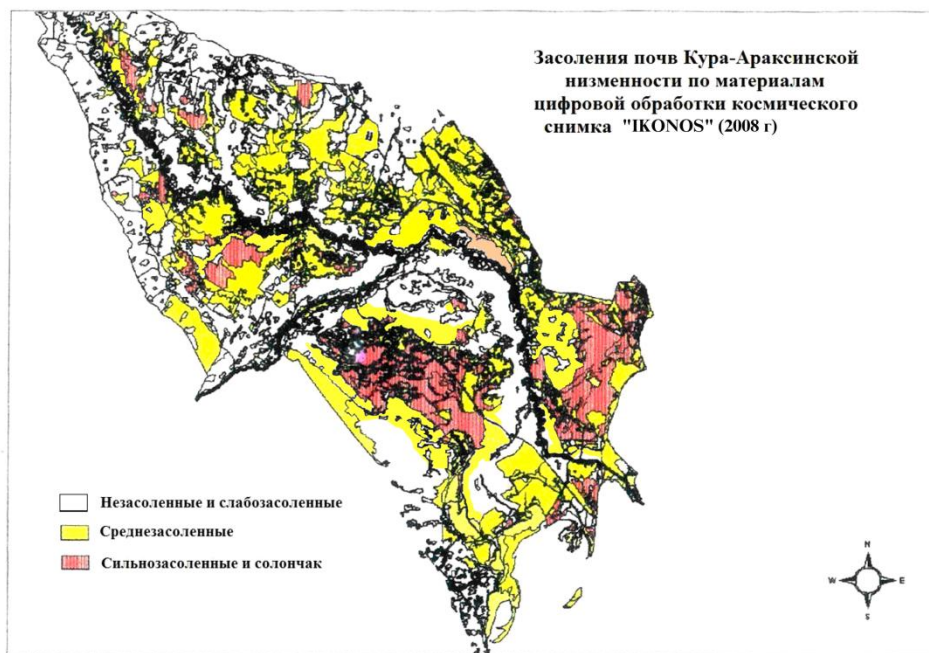 Засоления почв Кура-Араксинской
низменности по материалам
цифровой обработки космического
снимка "IKONOS" (2008 г)
Незасоленные и слабозасоленные
Среднезасоленные
Сильнозасоленные и солончак
N
W E
S